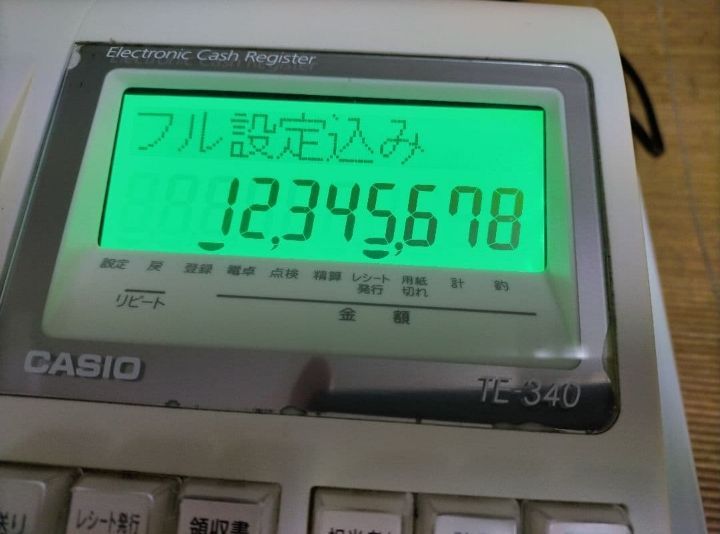 Electronic Cash Register
フル設定込み
12,345,678
設定 戻 登録 電卓 点検 精算 レシート発行 用紙切れ 計 釣
リピート 金額
CASIO
TE-340
レシート発行 領収書